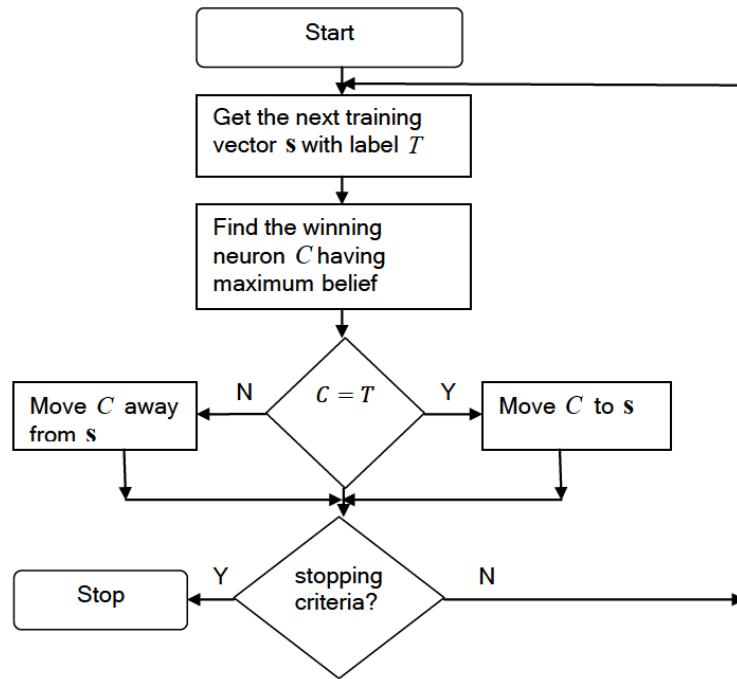 Start
Get the next training
vector s with label T
Find the winning
neuron C having
maximum belief
N
C = T
Y
Move C away
from s
Move C to s
Y
stopping
criteria?
N
Stop